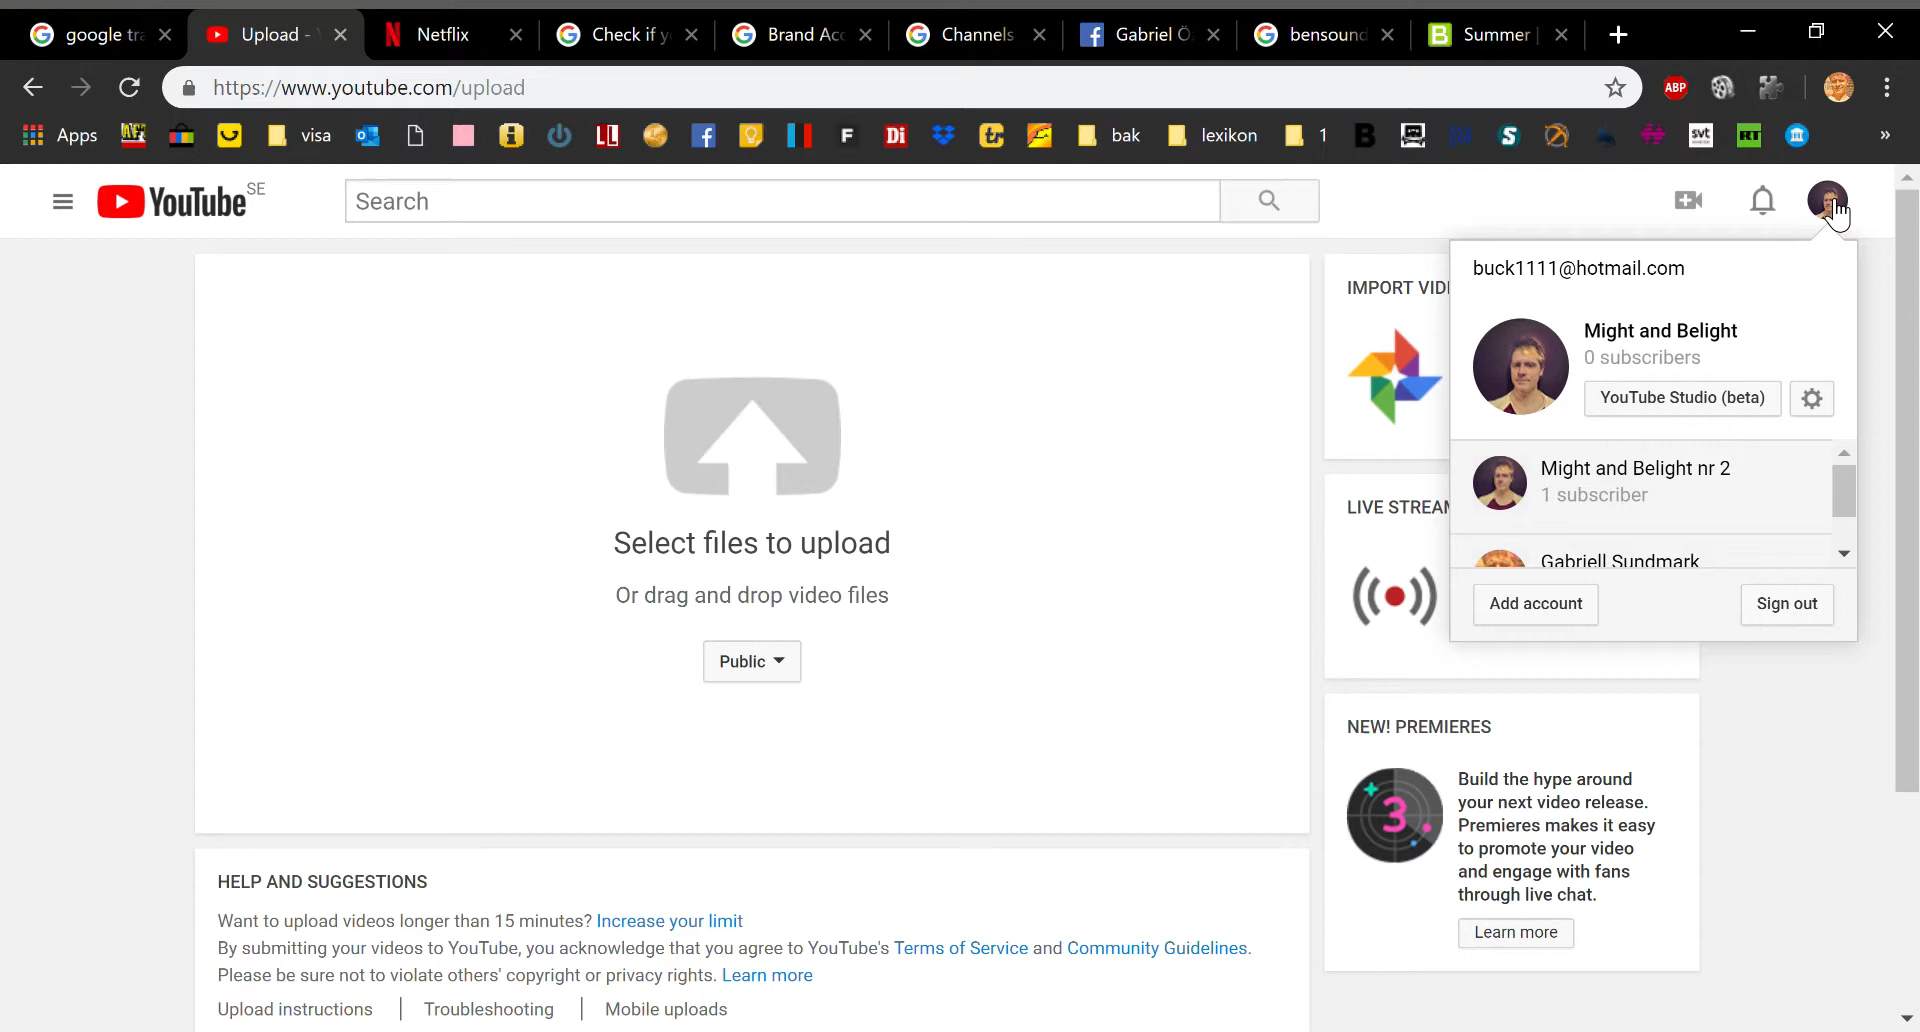 google tra
Upload -
Netflix
Check if y
Brand Acc
Channels
Gabriel Ö
bensound
Summer |
https://www.youtube.com/upload
ABP
Apps
visa
LL
F
Di
tr
bak
lexikon
1
B
S
svt
RT
»
YouTube SE
Search
buck1111@hotmail.com
Might and Belight
0 subscribers
YouTube Studio (beta)
Might and Belight nr 2
1 subscriber
Gabriell Sundmark
Add account
Sign out
Select files to upload
Or drag and drop video files
Public
IMPORT VID
LIVE STREAM
NEW! PREMIERES
3
Build the hype around
your next video release.
Premieres makes it easy
to promote your video
and engage with fans
through live chat.
Learn more
HELP AND SUGGESTIONS
Want to upload videos longer than 15 minutes? Increase your limit
By submitting your videos to YouTube, you acknowledge that you agree to YouTube's Terms of Service and Community Guidelines.
Please be sure not to violate others' copyright or privacy rights. Learn more
Upload instructions | Troubleshooting | Mobile uploads